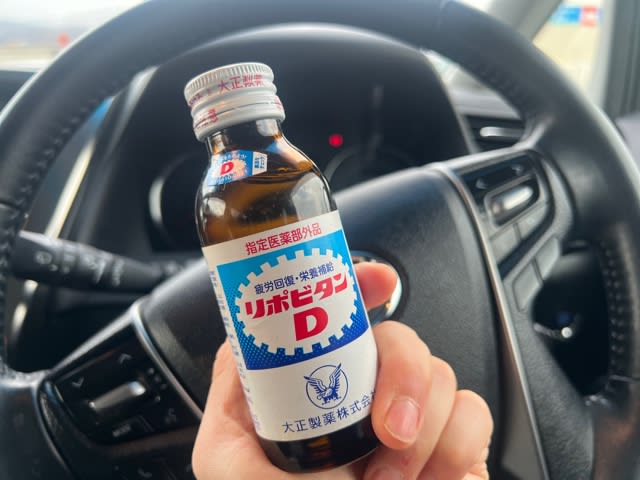 大正製薬
D
指定医薬部外品
疲労回復・栄養補給
リポビタン
D
大正製薬株式会